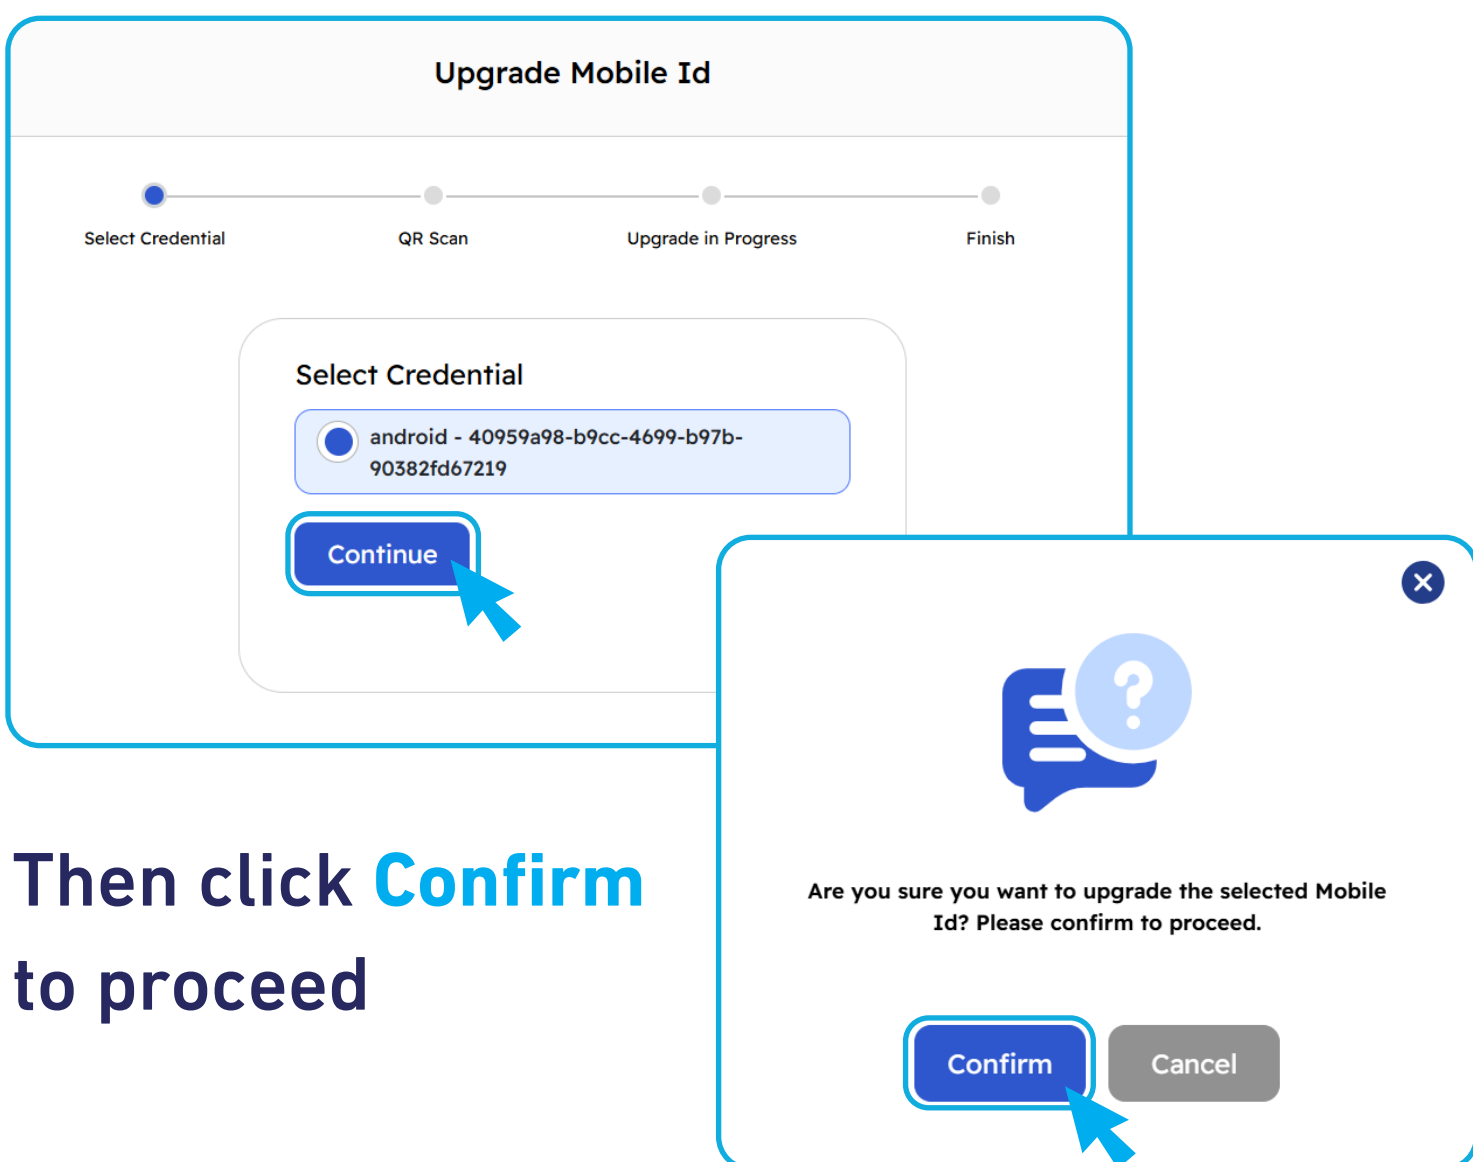 Upgrade Mobile Id
Select Credential
QR Scan
Upgrade in Progress
Finish
Select Credential
android - 40959a98-b9cc-4699-b97b-
90382fd67219
Continue
Then click Confirm
to proceed
?
Are you sure you want to upgrade the selected Mobile
Id? Please confirm to proceed.
Confirm
Cancel